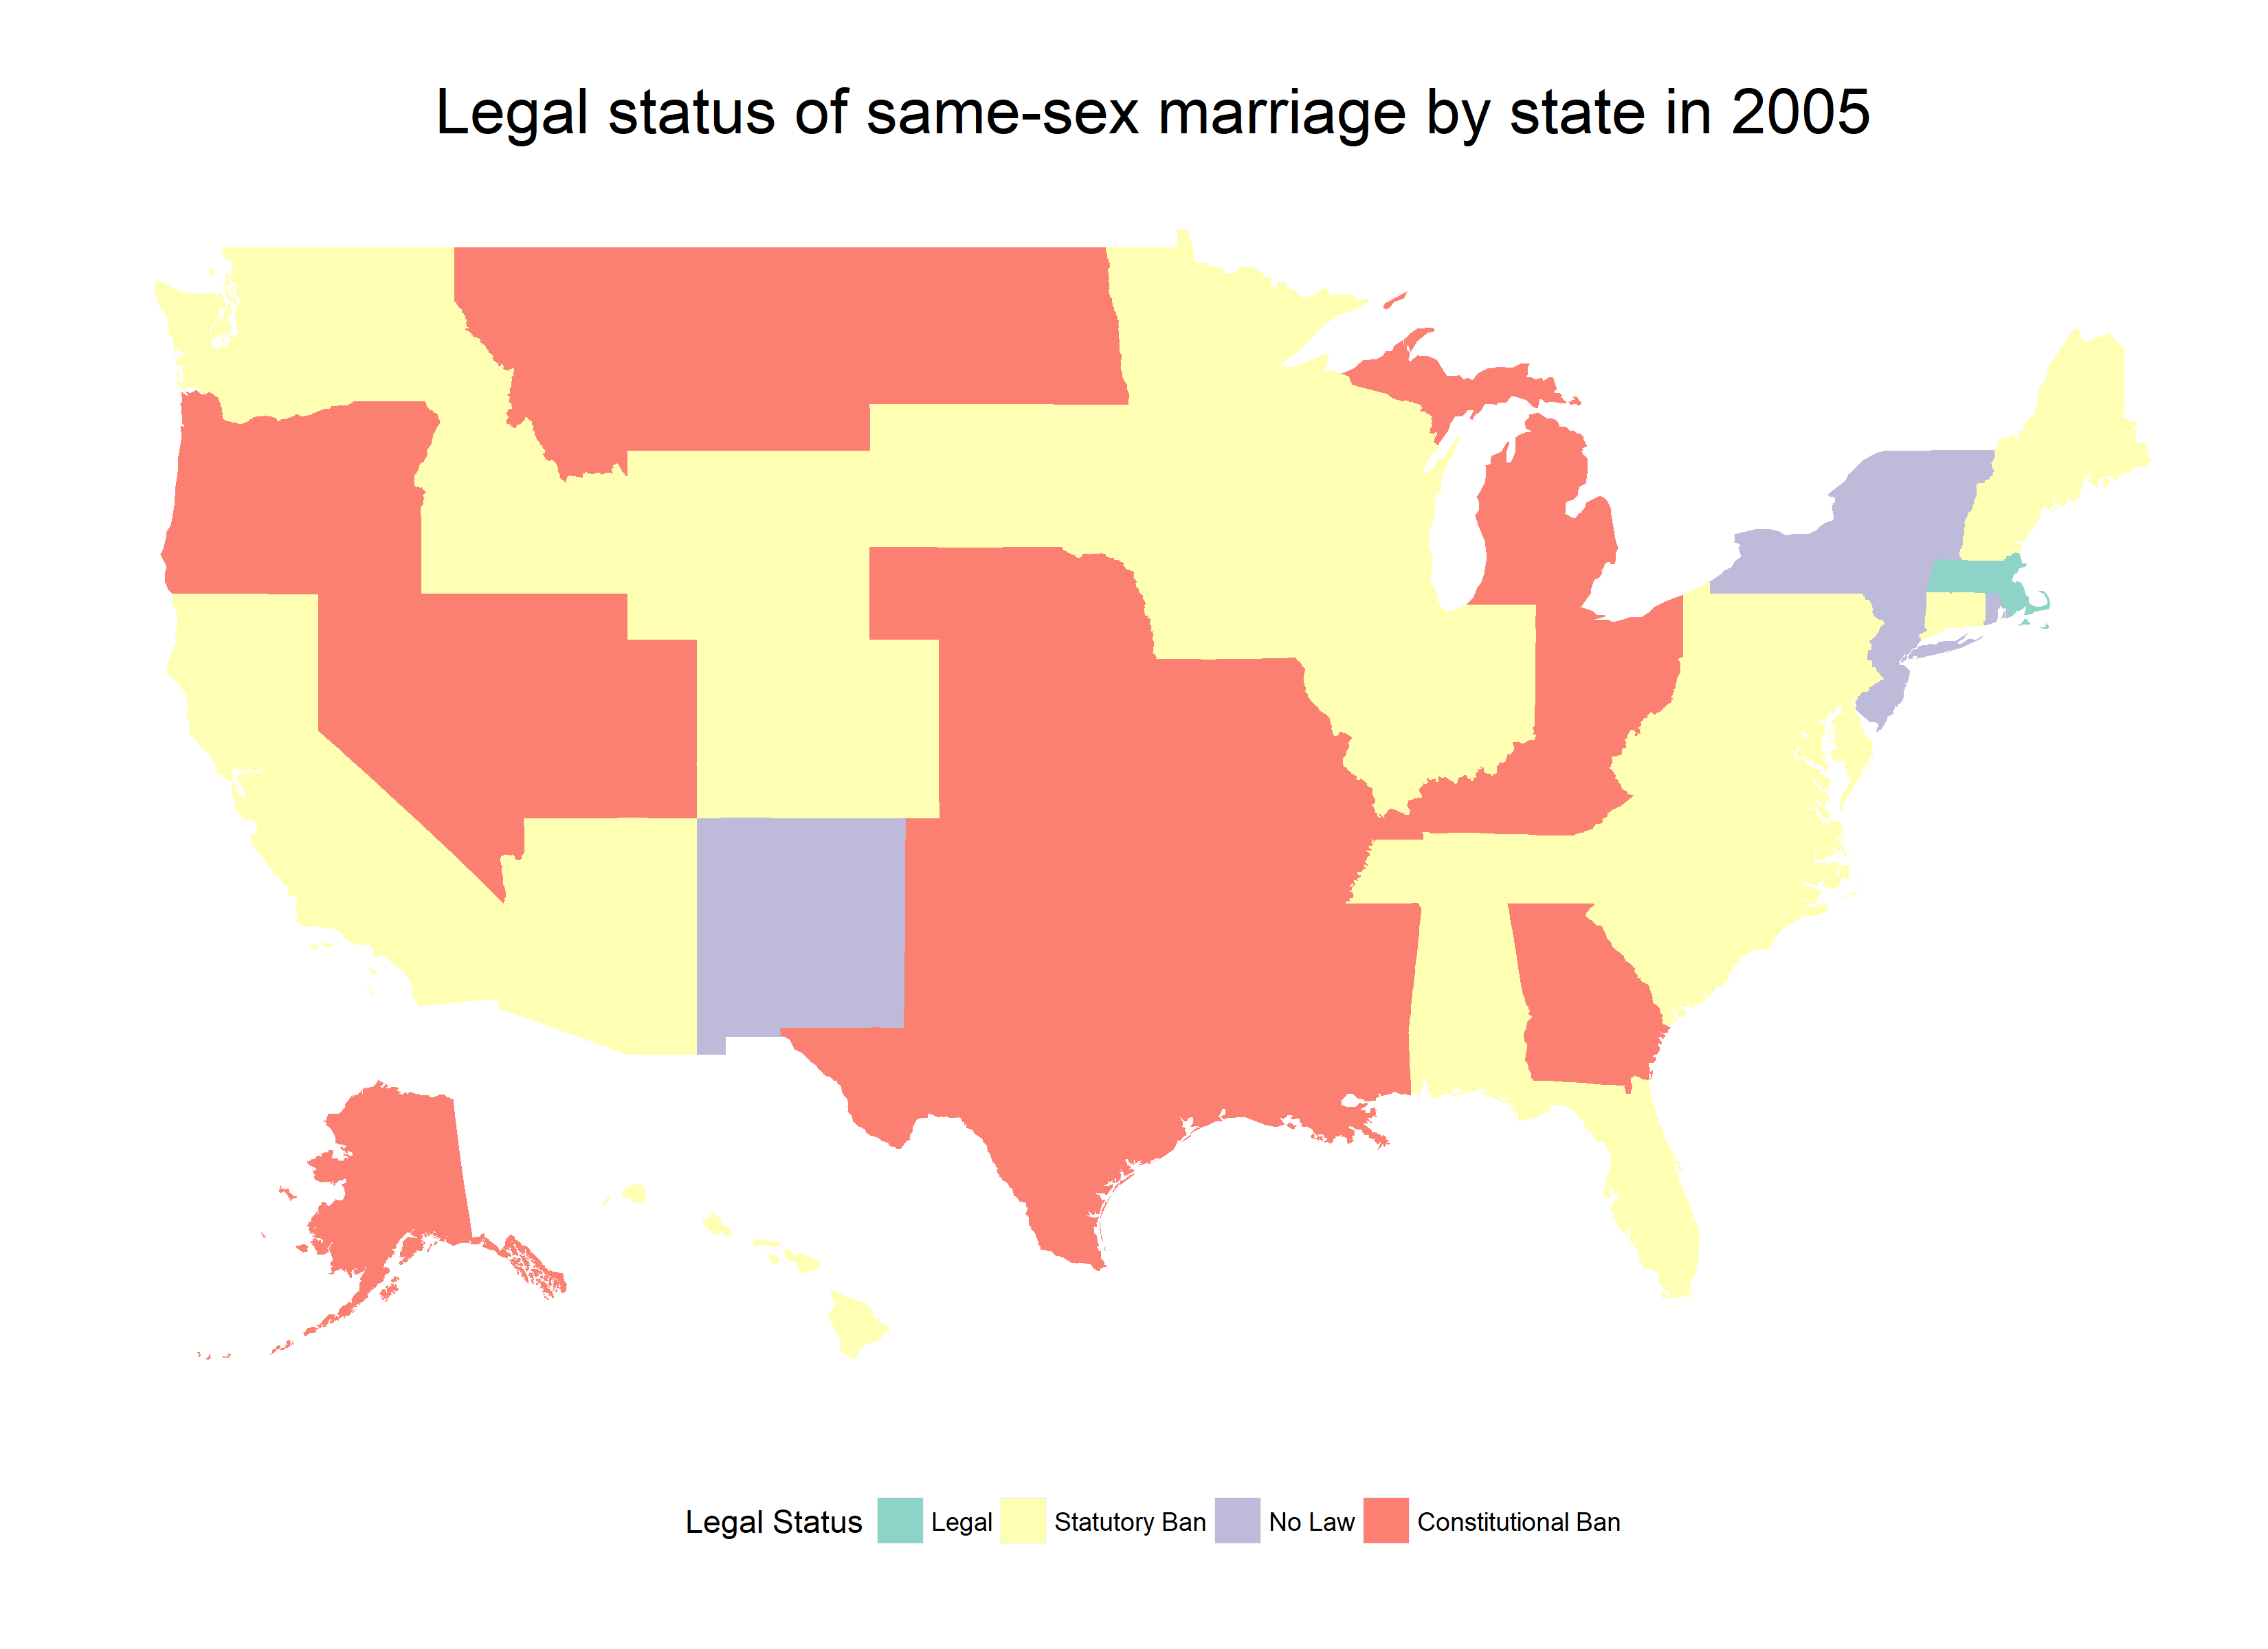 Legal status of same-sex marriage by state in 2005
Legal Status Legal Statutory Ban No Law Constitutional Ban